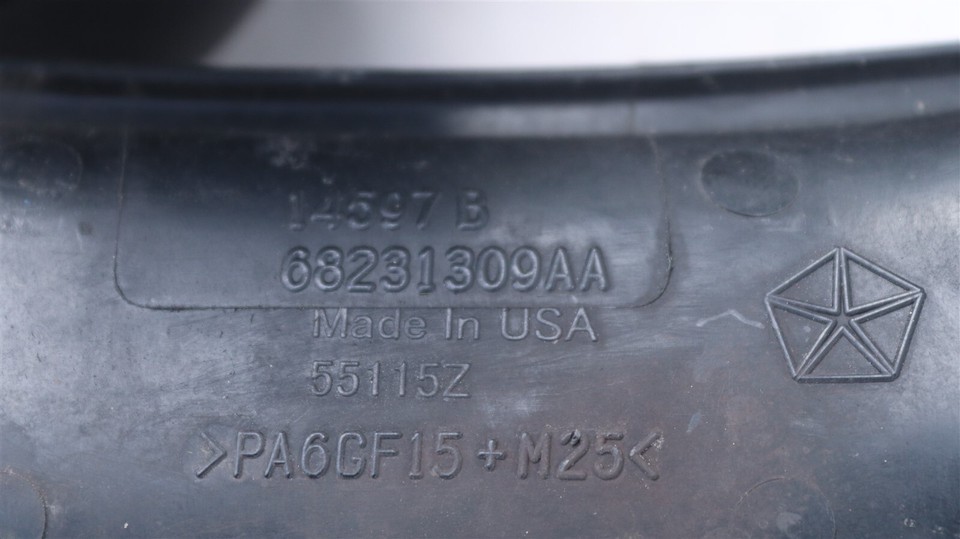 14597 B
68231309AA
Made In USA
55115Z
>PA6GF15+M25<